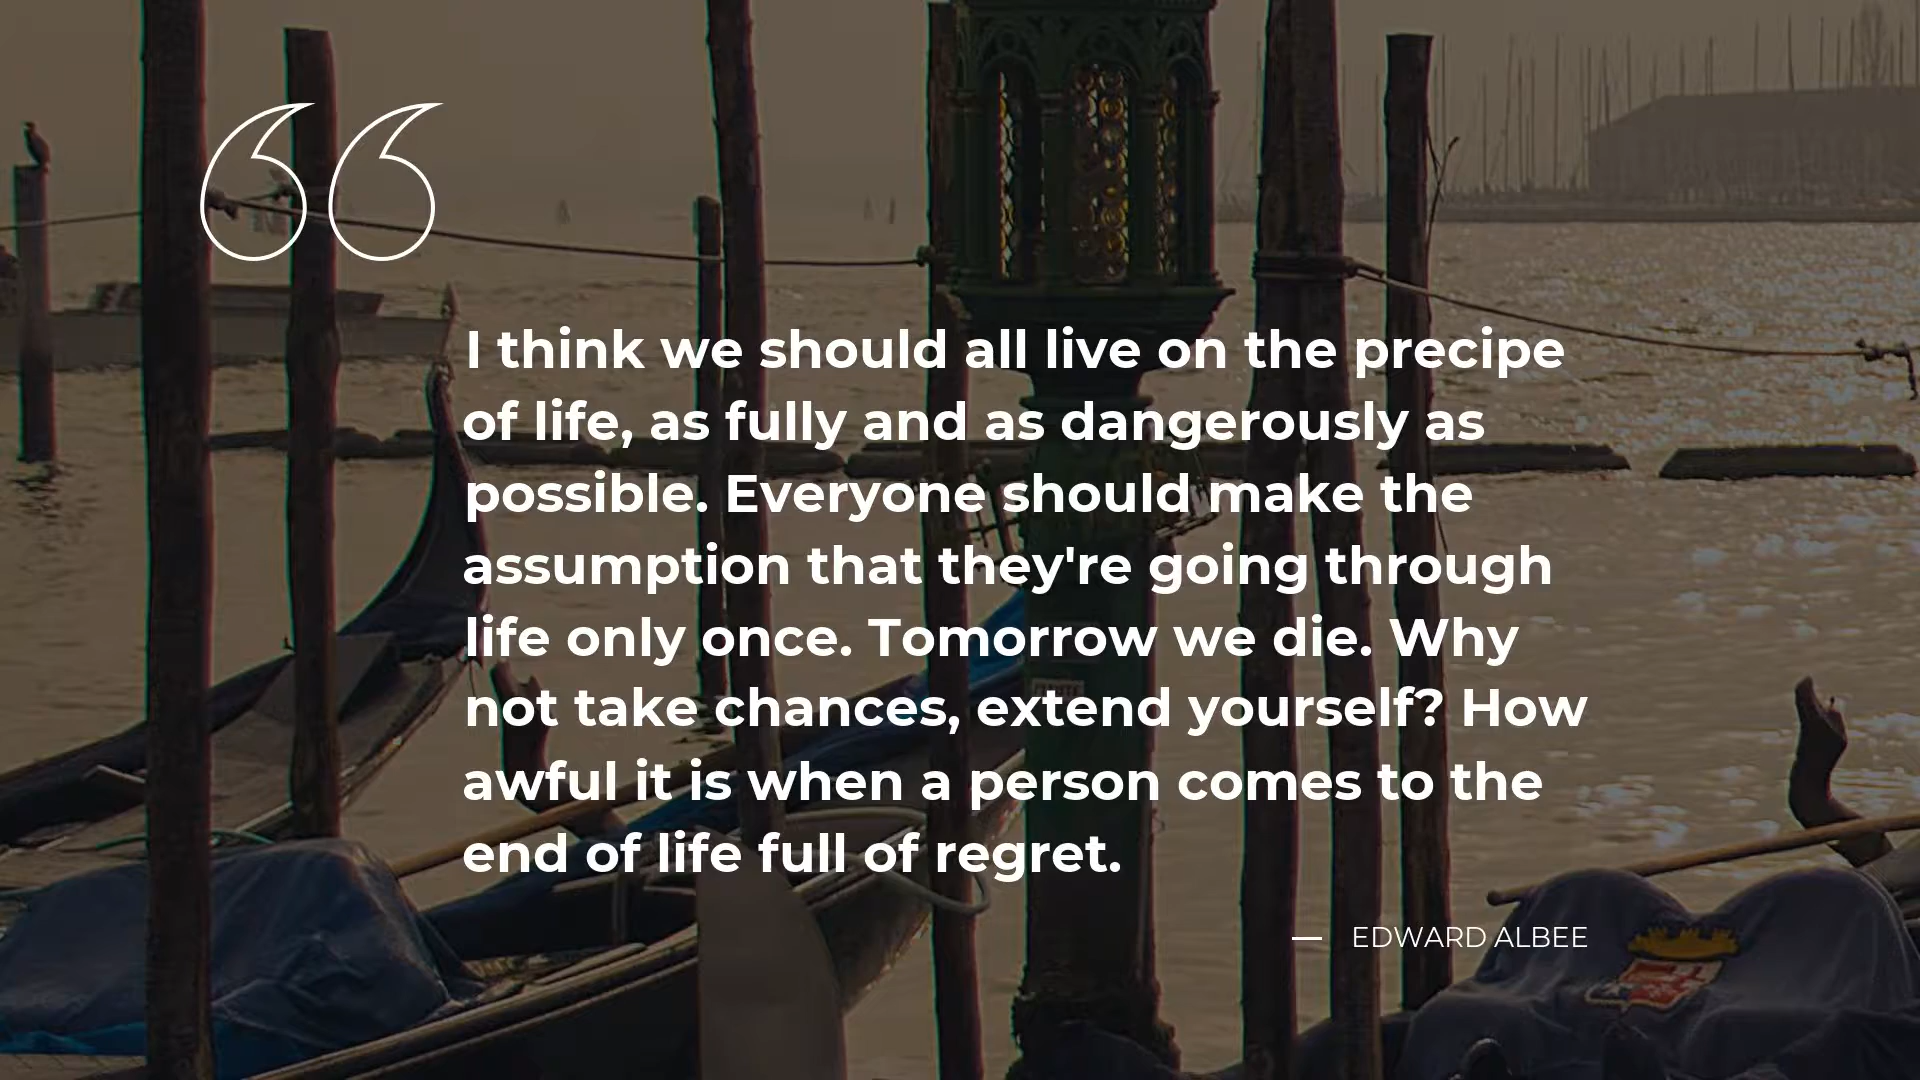 I think we should all live on the precipe
of life, as fully and as dangerously as
possible. Everyone should make the
assumption that they're going through
life only once. Tomorrow we die. Why
not take chances, extend yourself? How
awful it is when a person comes to the
end of life full of regret.
— EDWARD ALBEE